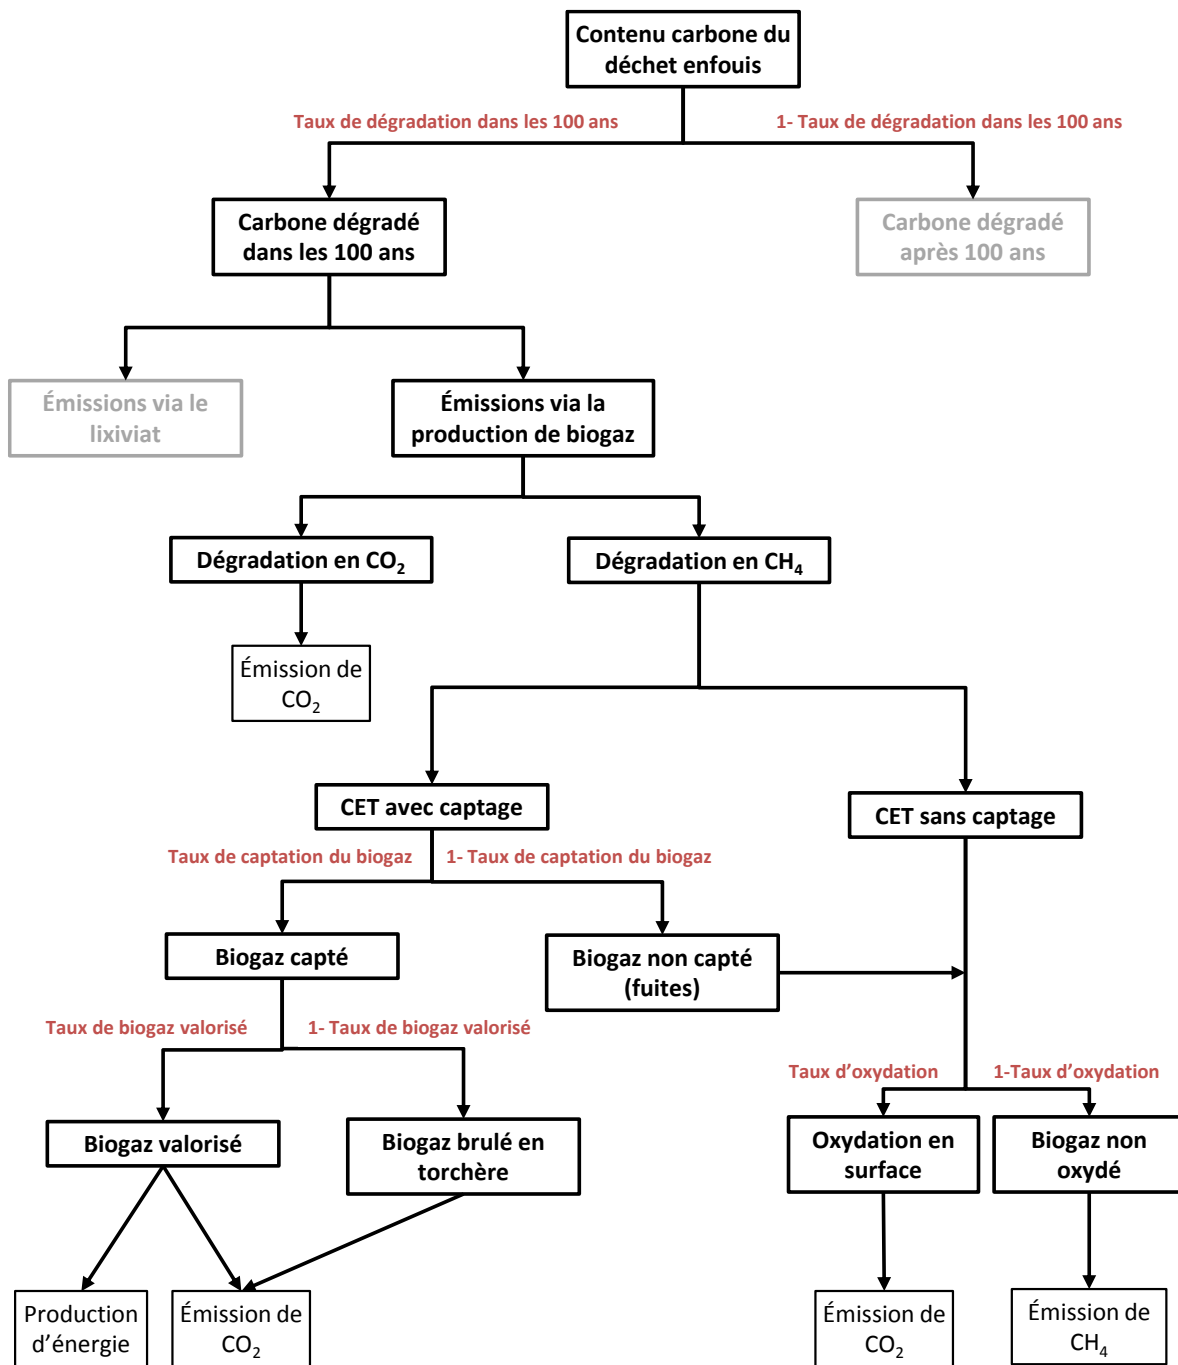 Contenu carbone du
déchet enfouis
Taux de dégradation dans les 100 ans
1- Taux de dégradation dans les 100 ans
Carbone dégradé
dans les 100 ans
Carbone dégradé
après 100 ans
Émissions via le
lixiviat
Émissions via la
production de biogaz
Dégradation en CO₂
Dégradation en CH₄
Émission de
CO₂
CET avec captage
CET sans captage
Taux de captation du biogaz
1- Taux de captation du biogaz
Biogaz capté
Biogaz non capté
(fuites)
Taux de biogaz valorisé
1- Taux de biogaz valorisé
Taux d’oxydation
1-Taux d’oxydation
Biogaz valorisé
Biogaz brulé en
torchère
Oxydation en
surface
Biogaz non
oxydé
Production
d’énergie
Émission de
CO₂
Émission de
CO₂
Émission de
CH₄